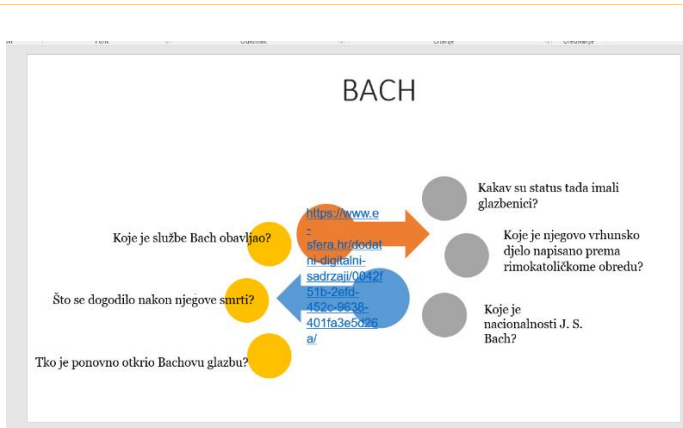 BACH
Kakav su status tada imali
glazbenici?
Koje je službe Bach obavljao?
Koje je njegovo vrhunsko
djelo napisano prema
rimokatoličkome obredu?
https://www.e
-
sfera.hr/dodat
ni-digitalni-
sadrzaji/0042f
51b-2efd-
452c-9638-
401fa3e5d26
a/
Što se dogodilo nakon njegove smrti?
Koje je
nacionalnosti J. S.
Bach?
Tko je ponovno otkrio Bachovu glazbu?